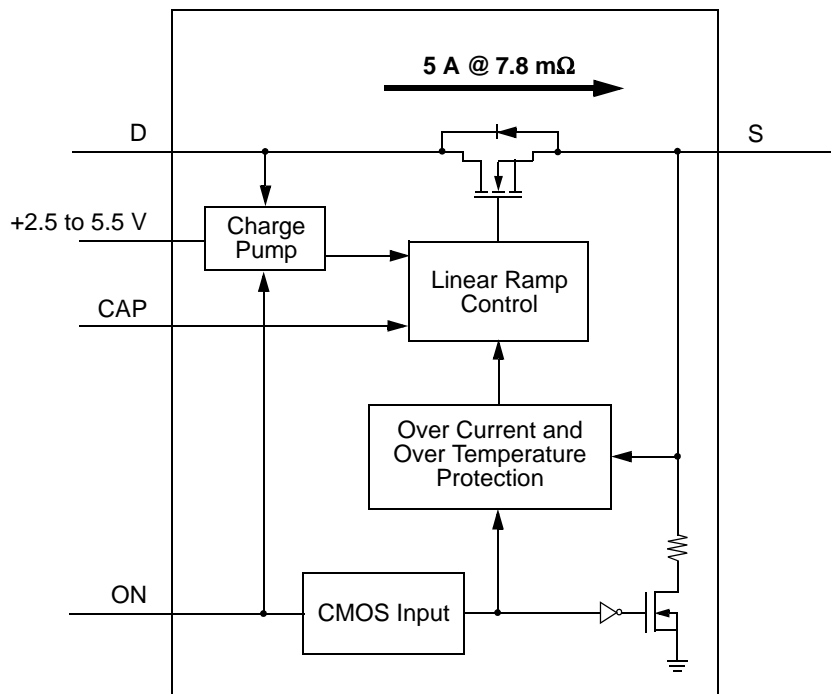 5 A @ 7.8 mΩ
D
S
+2.5 to 5.5 V
Charge
Pump
Linear Ramp
Control
CAP
Over Current and
Over Temperature
Protection
ON
CMOS Input